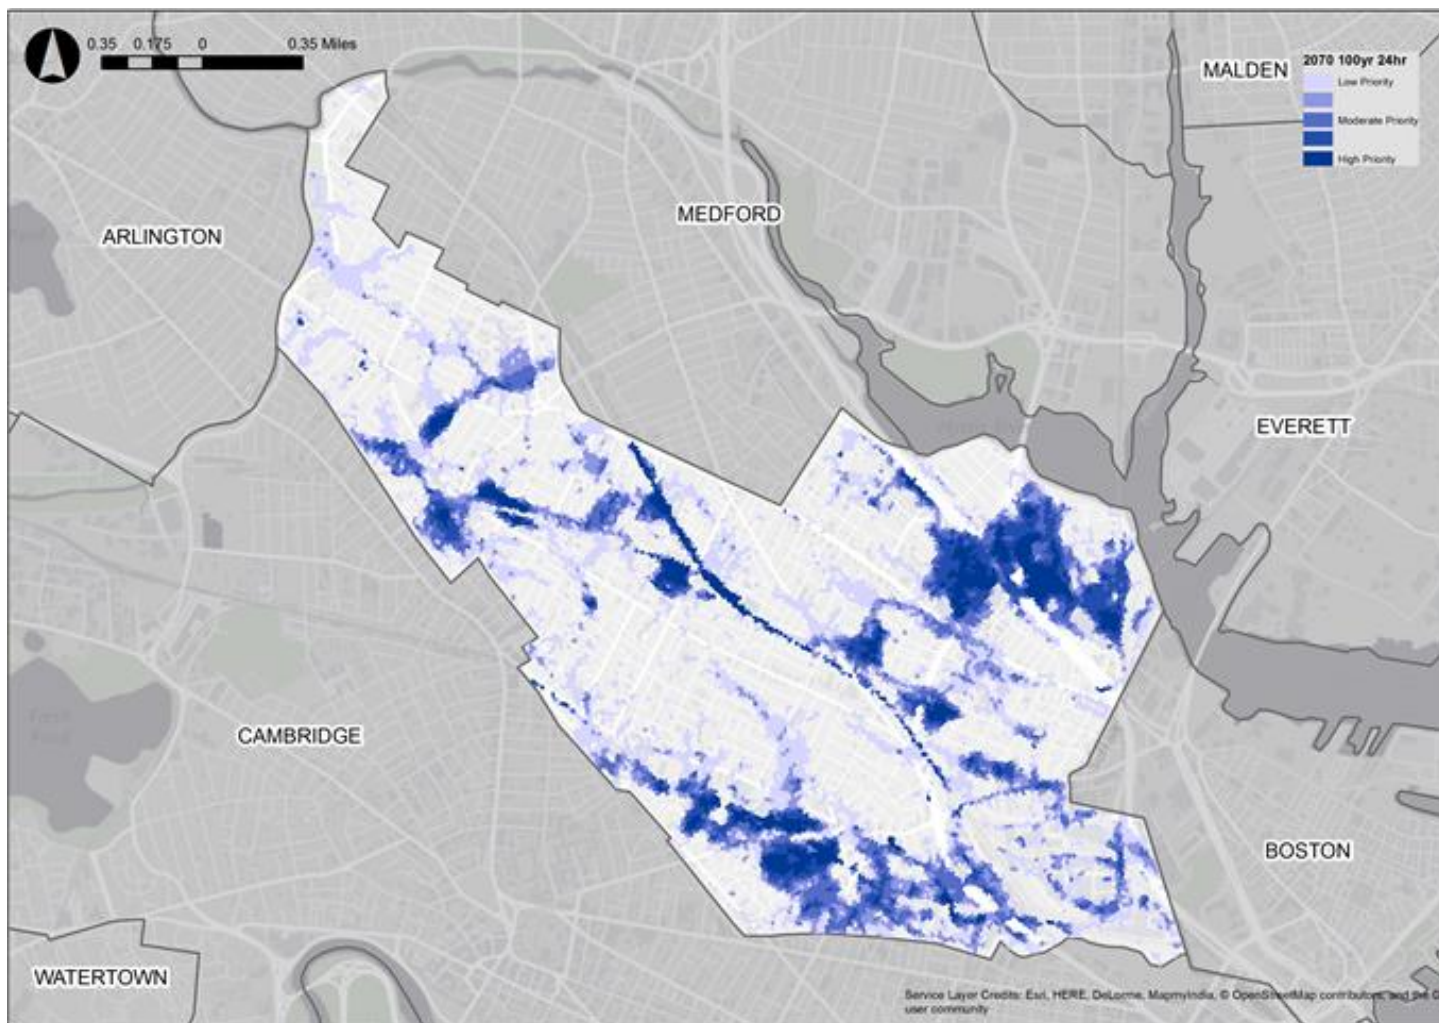 0.35 0.175 0 0.35 Miles
2070 100yr 24hr
Low Priority
Moderate Priority
High Priority
MALDEN
MEDFORD
ARLINGTON
EVERETT
CAMBRIDGE
BOSTON
WATERTOWN
Service Layer Credits: Esri, HERE, DeLorme, MapmyIndia, © OpenStreetMap contributors, and the G
user community